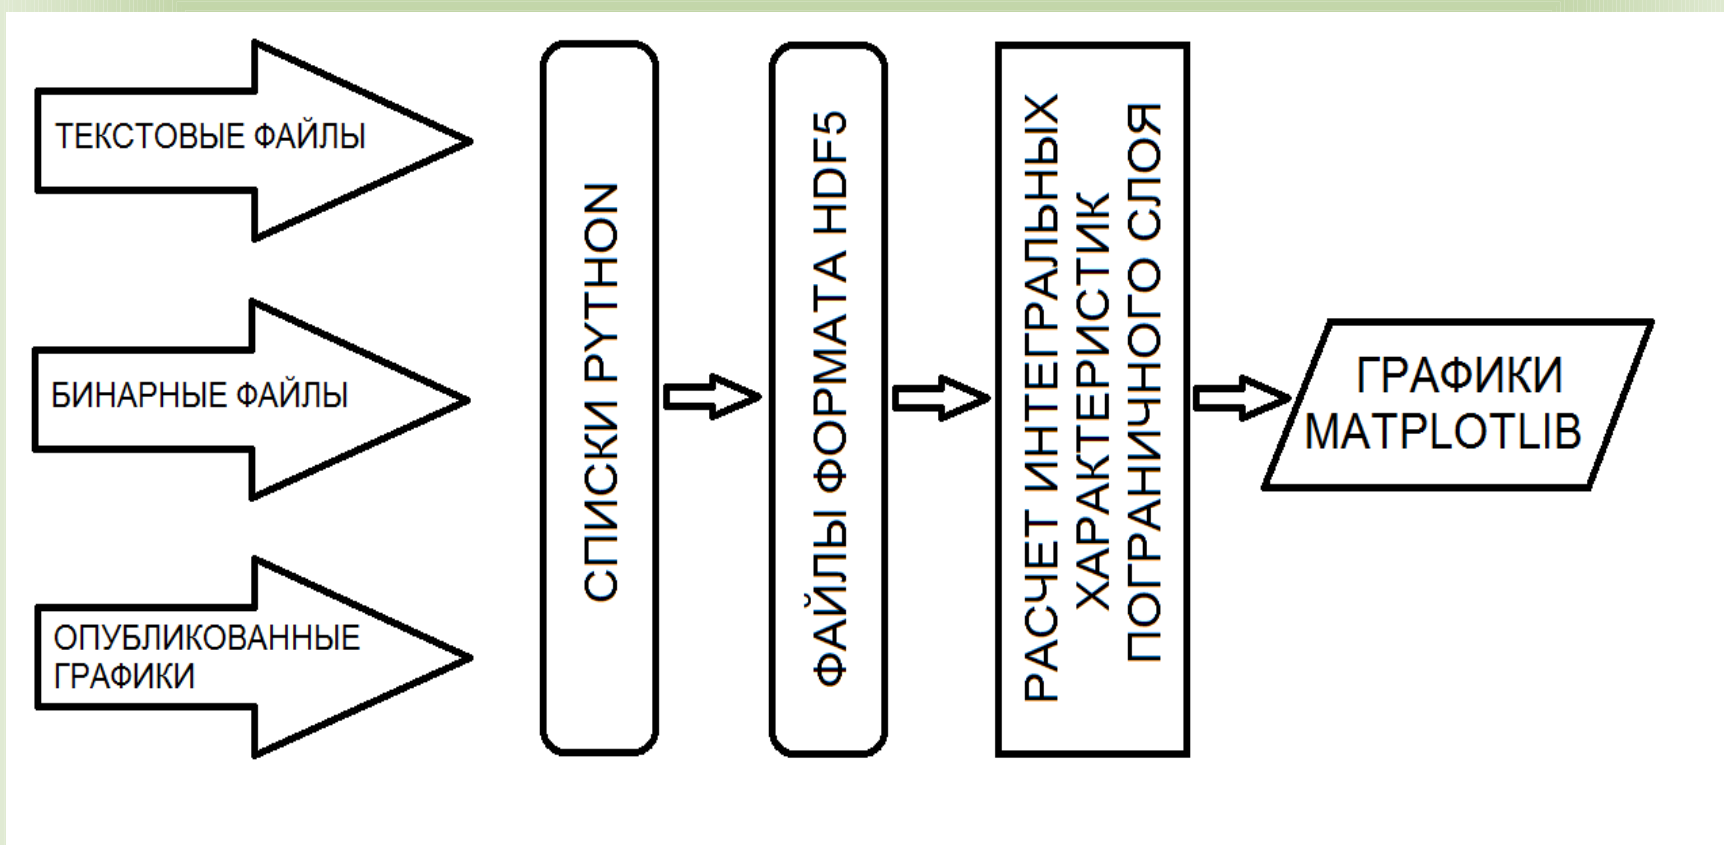 ТЕКСТОВЫЕ ФАЙЛЫ
БИНАРНЫЕ ФАЙЛЫ
ОПУБЛИКОВАННЫЕ
ГРАФИКИ
СПИСКИ PYTHON
ФАЙЛЫ ФОРМАТА HDF5
РАСЧЕТ ИНТЕГРАЛЬНЫХ
ХАРАКТЕРИСТИК
ПОГРАНИЧНОГО СЛОЯ
ГРАФИКИ
MATPLOTLIB